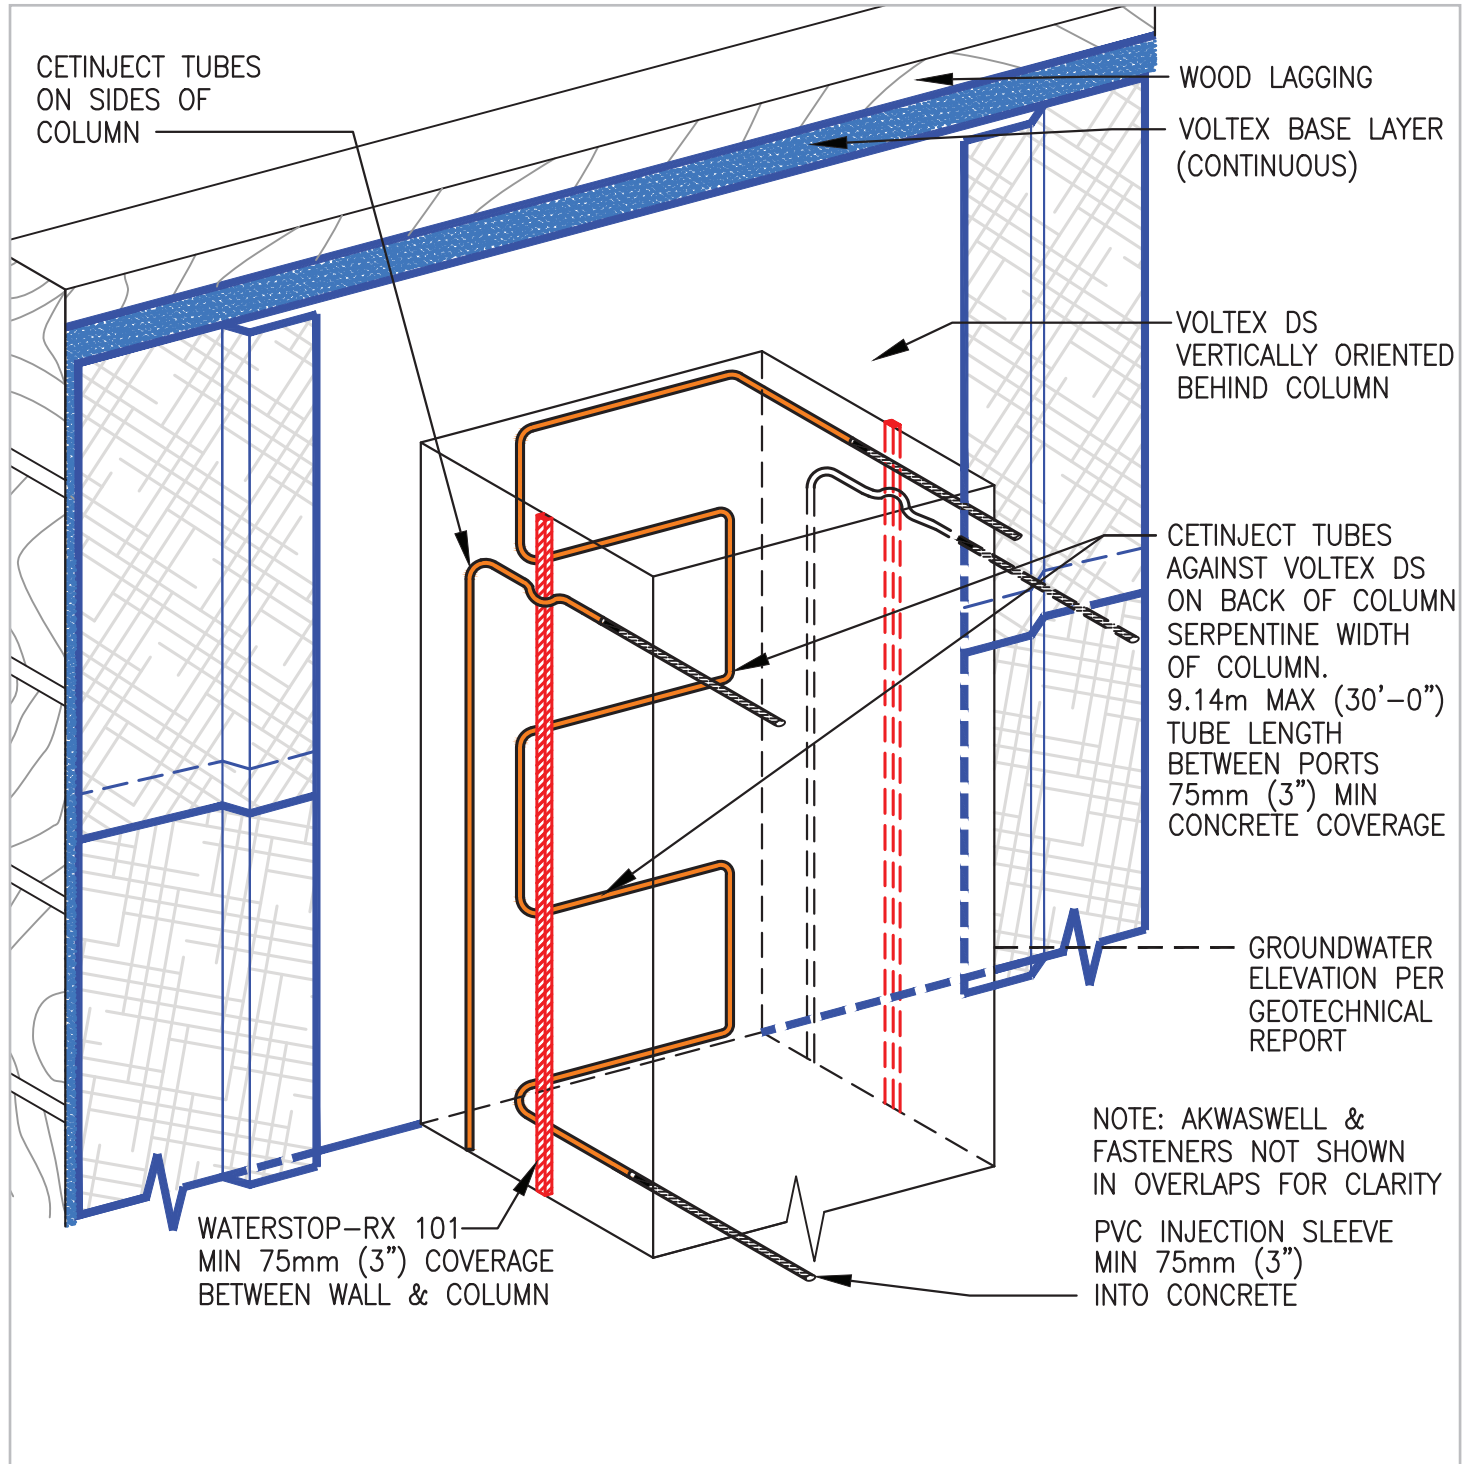 CETINJECT TUBES
ON SIDES OF
COLUMN
WOOD LAGGING
VOLTEX BASE LAYER
(CONTINUOUS)
VOLTEX DS
VERTICALLY ORIENTED
BEHIND COLUMN
CETINJECT TUBES
AGAINST VOLTEX DS
ON BACK OF COLUMN
SERPENTINE WIDTH
OF COLUMN.
9.14m MAX (30'-0")
TUBE LENGTH
BETWEEN PORTS
75mm (3") MIN
CONCRETE COVERAGE
GROUNDWATER
ELEVATION PER
GEOTECHNICAL
REPORT
NOTE: AKWASWELL &
FASTENERS NOT SHOWN
IN OVERLAPS FOR CLARITY
WATERSTOP-RX 101
MIN 75mm (3") COVERAGE
BETWEEN WALL & COLUMN
PVC INJECTION SLEEVE
MIN 75mm (3")
INTO CONCRETE